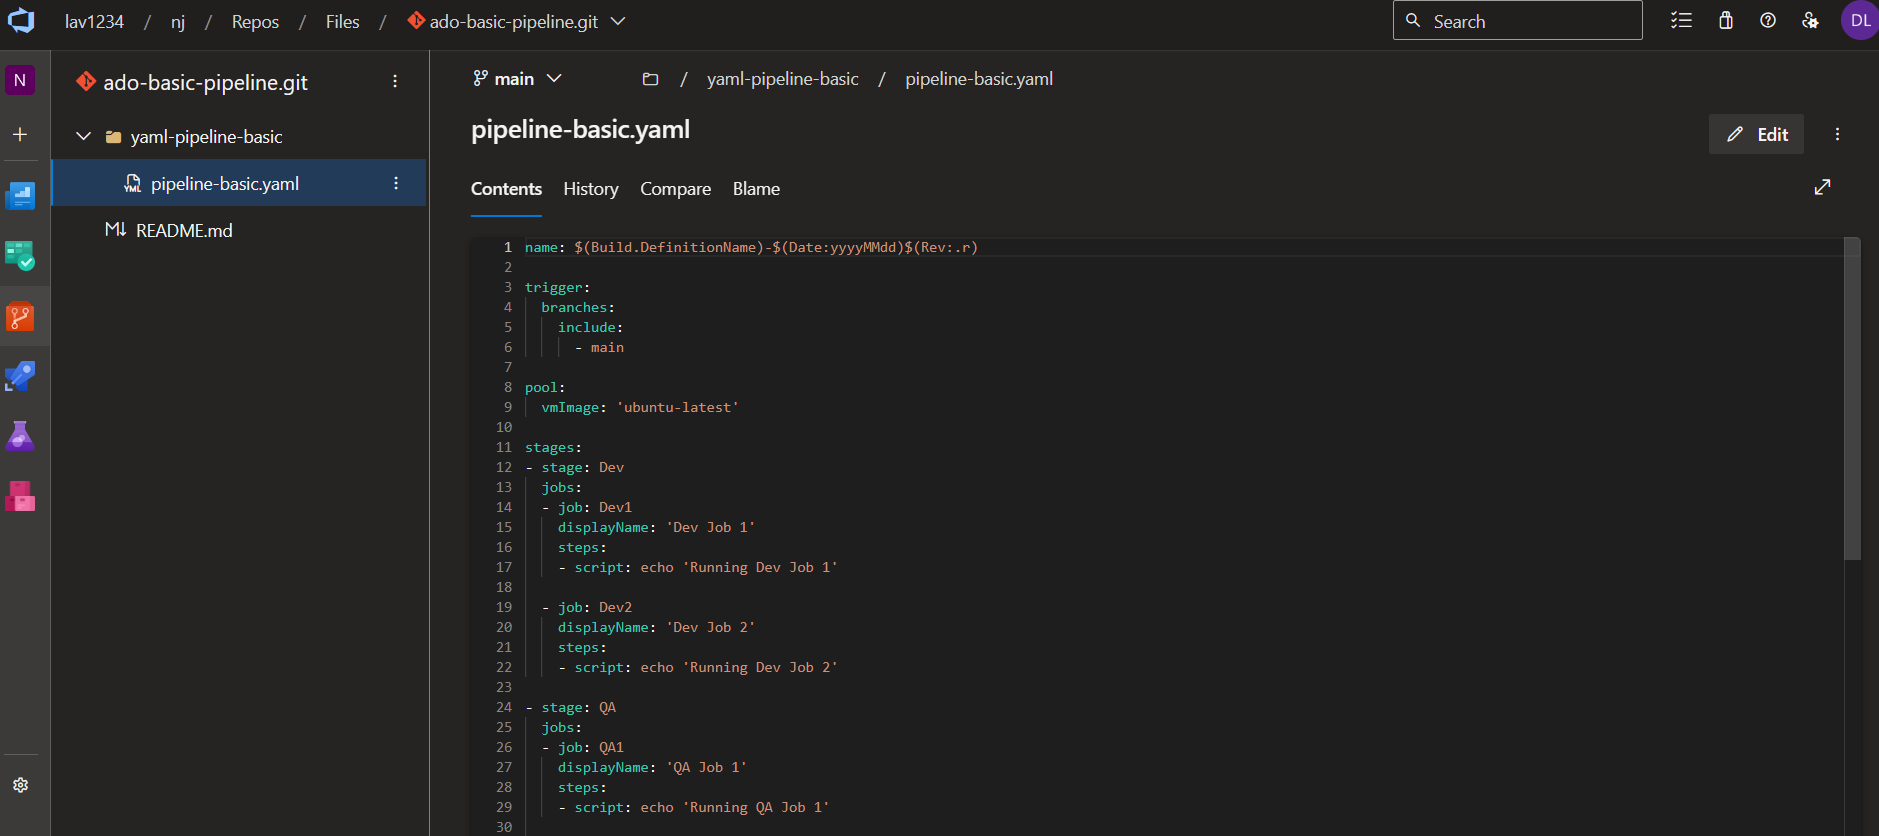 lav1234 / nj / Repos / Files / ado-basic-pipeline.git
Search
DL
N
ado-basic-pipeline.git
yaml-pipeline-basic
YML pipeline-basic.yaml
M↓ README.md
main
/ yaml-pipeline-basic / pipeline-basic.yaml
pipeline-basic.yaml
Edit
Contents History Compare Blame
1 name: $(Build.DefinitionName)-$(Date:yyyyMMdd)$(Rev:.r)
2
3 trigger:
4 branches:
5 include:
6 - main
7
8 pool:
9 vmImage: 'ubuntu-latest'
10
11 stages:
12 - stage: Dev
13 jobs:
14 - job: Dev1
15 displayName: 'Dev Job 1'
16 steps:
17 - script: echo 'Running Dev Job 1'
18
19 - job: Dev2
20 displayName: 'Dev Job 2'
21 steps:
22 - script: echo 'Running Dev Job 2'
23
24 - stage: QA
25 jobs:
26 - job: QA1
27 displayName: 'QA Job 1'
28 steps:
29 - script: echo 'Running QA Job 1'
30